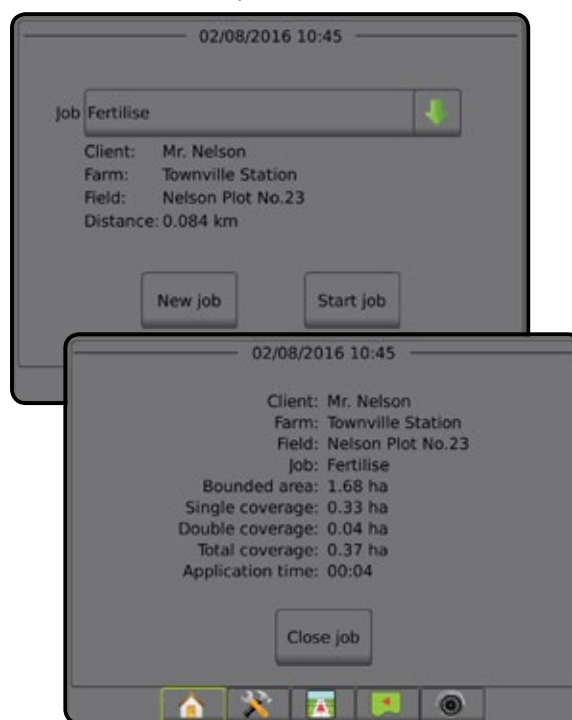 02/08/2016 10:45
Job Fertilise
Client: Mr. Nelson
Farm: Townville Station
Field: Nelson Plot No.23
Distance: 0.084 km
New job Start job
02/08/2016 10:45
Client: Mr. Nelson
Farm: Townville Station
Field: Nelson Plot No.23
Job: Fertilise
Bounded area: 1.68 ha
Single coverage: 0.33 ha
Double coverage: 0.04 ha
Total coverage: 0.37 ha
Application time: 00:04
Close job